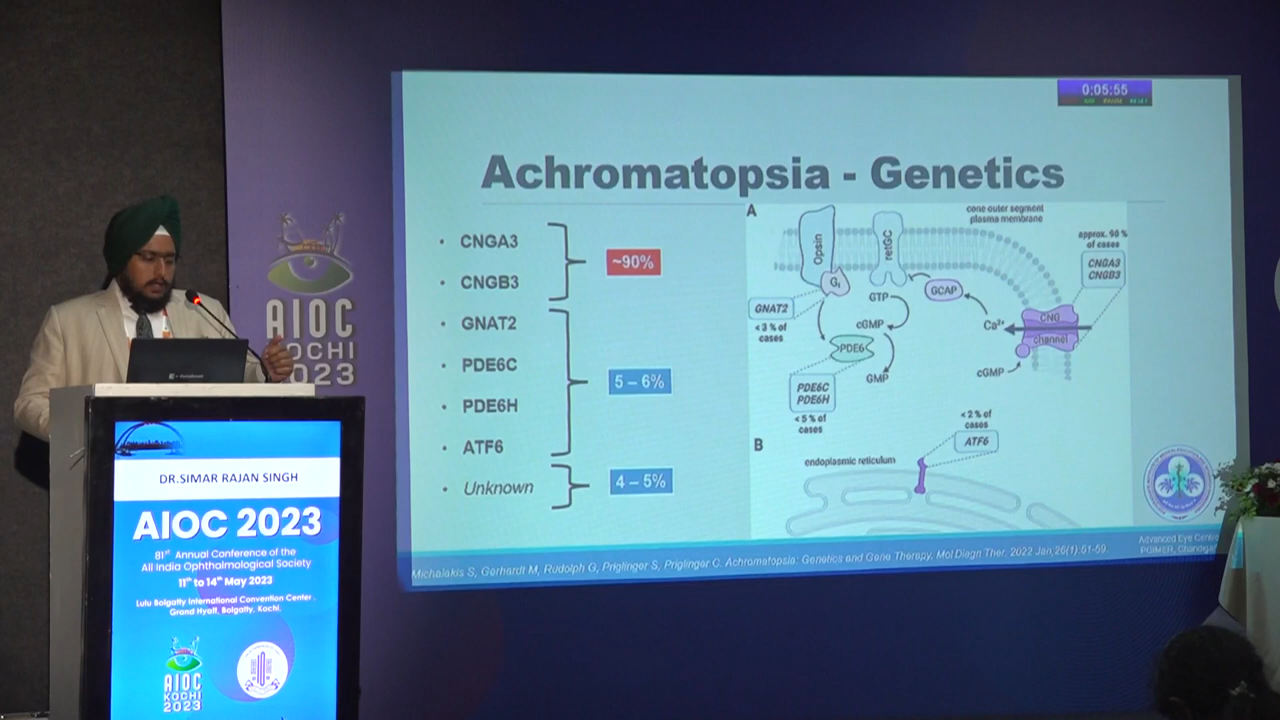 0:05:55
Achromatopsia - Genetics
• CNGA3
• CNGB3
~90%
• GNAT2
• PDE6C
• PDE6H
• ATF6
5 – 6%
• Unknown
4 – 5%
A
cone outer segment
plasma membrane
Opsin
retGC
approx. 90 %
of cases
CNGA3
CNGB3
GCAP
GNAT2
< 3 % of
cases
GTP
cGMP
Ca²⁺
CNG
channel
PDE6
GMP
cGMP
PDE6C
PDE6H
< 5 % of
cases
< 2 % of
cases
ATF6
B
endoplasmic reticulum
Michalakis S, Gerhardt M, Rudolph G, Priglinger S, Priglinger C. Achromatopsia: Genetics and Gene Therapy. Mol Diagn Ther. 2022 Jan;26(1):51-59.
Advanced Eye Centre
PGIMER,
AIOC
KOCHI
2023
DR.SIMAR RAJAN SINGH
AIOC 2023
81st Annual Conference of the
All India Ophthalmological Society
11th to 14th May 2023
Lulu Bolgatty International Convention Center.
Grand Hyatt, Bolgatty, Kochi.
AIOC
KOCHI
2023